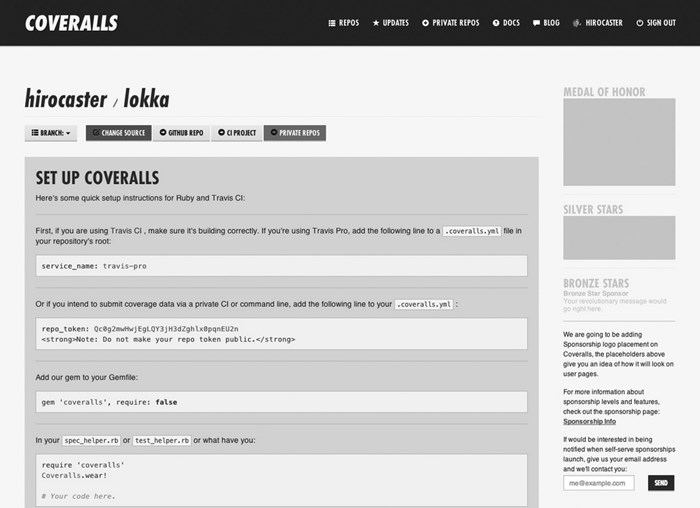 COVERALLS
REPOS
UPDATES
PRIVATE REPOS
DOCS
BLOG
HIROCASTER
SIGN OUT
hirocaster / lokka
BRANCH:
CHANGE SOURCE
GITHUB REPO
CI PROJECT
PRIVATE REPOS
SET UP COVERALLS
Here's some quick setup instructions for Ruby and Travis CI:
First, if you are using Travis CI , make sure it's building correctly. If you're using Travis Pro, add the following line to a .coveralls.yml file in
your repository's root:
service_name: travis-pro
Or if you intend to submit coverage data via a private CI or command line, add the following line to your .coveralls.yml :
repo_token: Qc0g2mwHwjEgLQY3jH3dZghlx0pqnEU2n
<strong>Note: Do not make your repo token public.</strong>
Add our gem to your Gemfile:
gem 'coveralls', require: false
In your spec_helper.rb or test_helper.rb or what have you:
require 'coveralls'
Coveralls.wear!
# Your code here.
MEDAL OF HONOR
SILVER STARS
BRONZE STARS
Bronze Star Sponsor
Your revolutionary message would
go right here.
We are going to be adding
Sponsorship logo placement on
Coveralls, the placeholders above
give you an idea of how it will look on
user pages.
For more information about
sponsorship levels and features,
check out the sponsorship page:
Sponsorship Info
If would be interested in being
notified when self-serve sponsorships
launch, give us your email address
and we'll contact you:
me@example.com
SEND